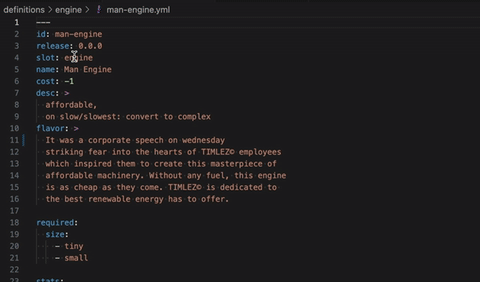 definitions > engine > ! man-engine.yml
1 ---
2 id: man-engine
3 release: 0.0.0
4 slot: engine
5 name: Man Engine
6 cost: -1
7 desc: >
8 affordable,
9 on slow/slowest: convert to complex
10 flavor: >
11 It was a corporate speech on wednesday
12 striking fear into the hearts of TIMLEZ© employees
13 which inspired them to create this masterpiece of
14 affordable machinery. Without any fuel, this engine
15 is as cheap as they come. TIMLEZ© is dedicated to
16 the best renewable energy has to offer.
17
18 required:
19 size:
20 - tiny
21 - small
22
23 stats: